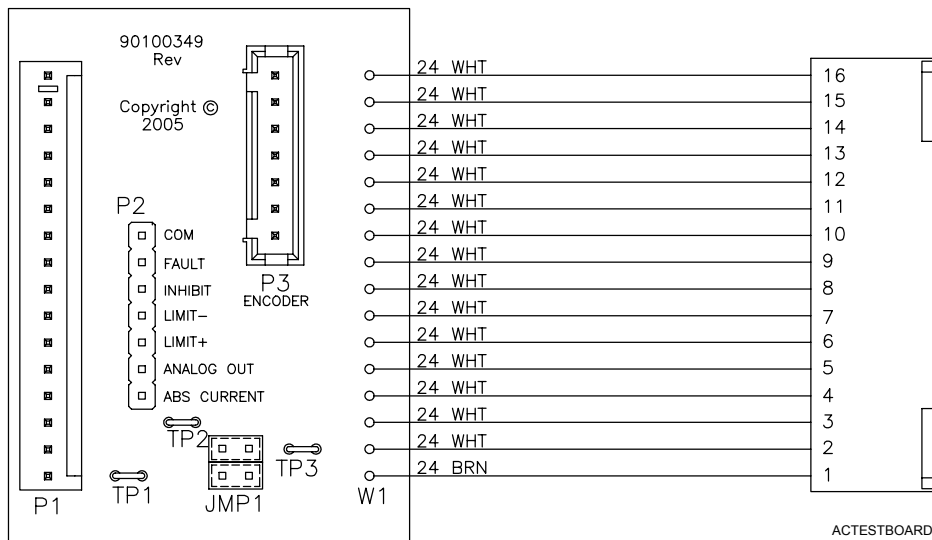 90100349
Rev
Copyright ©
2005
P2
COM
FAULT
INHIBIT
LIMIT-
LIMIT+
ANALOG OUT
ABS CURRENT
P3
ENCODER
TP2
TP3
TP1
JMP1
P1
W1
24 WHT 16
24 WHT 15
24 WHT 14
24 WHT 13
24 WHT 12
24 WHT 11
24 WHT 10
24 WHT 9
24 WHT 8
24 WHT 7
24 WHT 6
24 WHT 5
24 WHT 4
24 WHT 3
24 WHT 2
24 BRN 1
ACTESTBOARD